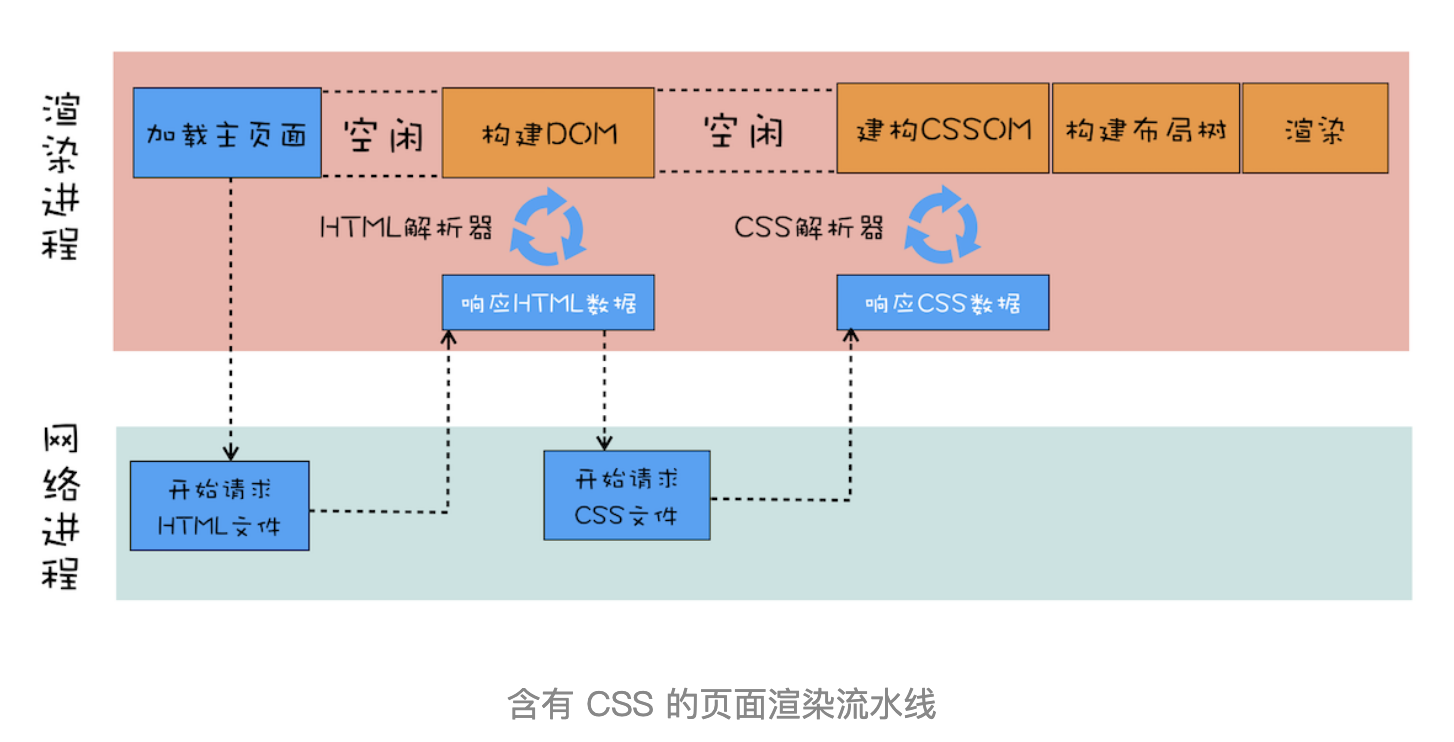 渲染进程
加载主页面
空闲
构建DOM
空闲
建构CSSOM
构建布局树
渲染
HTML解析器
CSS解析器
响应HTML数据
响应CSS数据
网络进程
开始请求
HTML文件
开始请求
CSS文件
含有 CSS 的页面渲染流水线